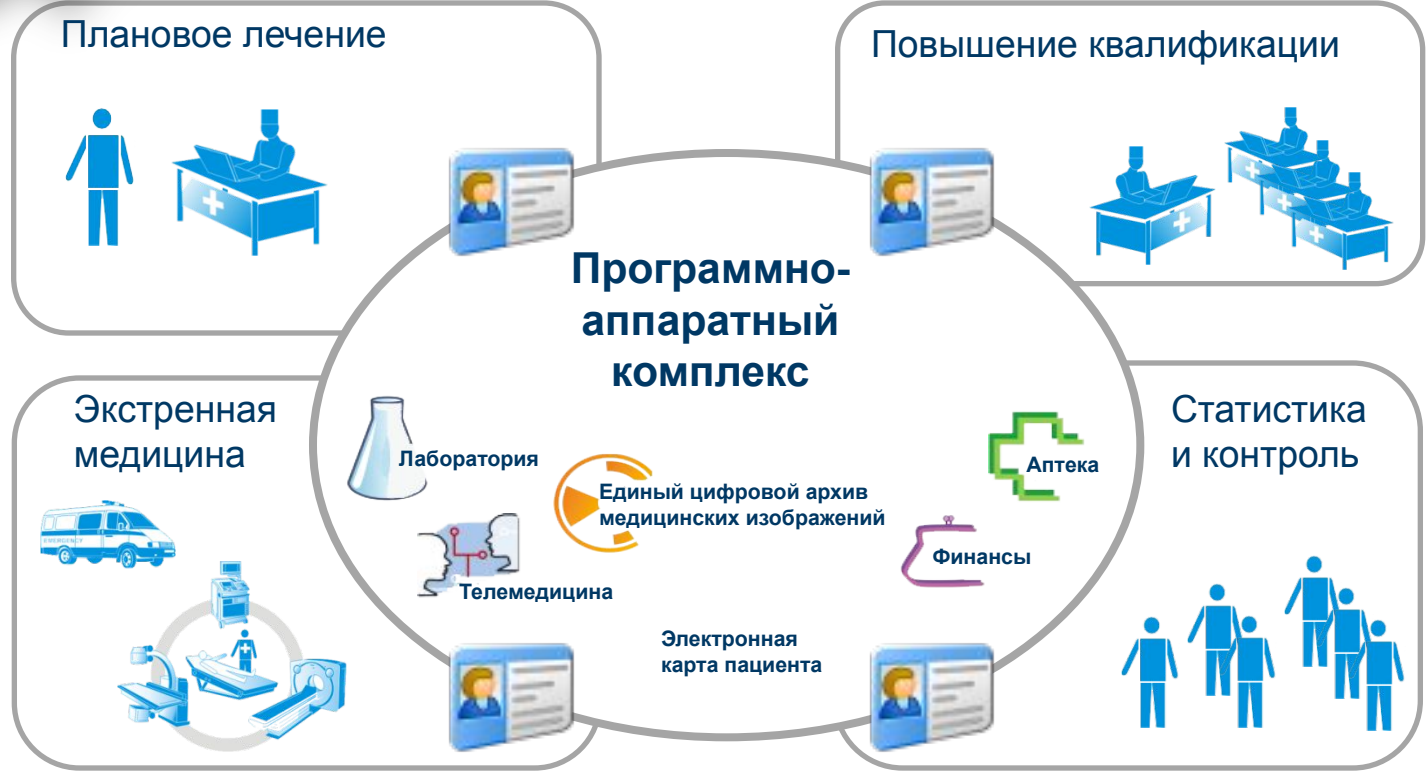 Плановое лечение
Повышение квалификации
Программно-
аппаратный
комплекс
Экстренная
медицина
EMERGENCY
Лаборатория
Единый цифровой архив
медицинских изображений
Телемедицина
Аптека
Финансы
Электронная
карта пациента
Статистика
и контроль